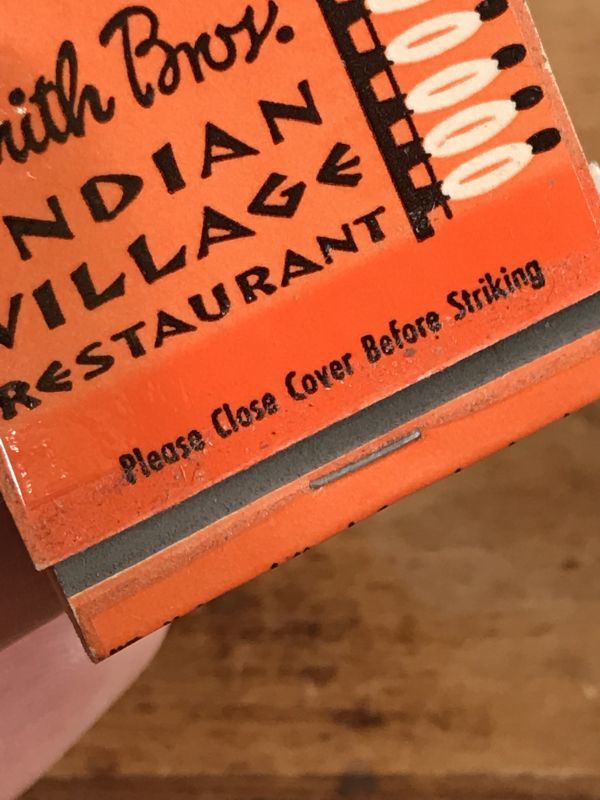 ith Bros.
NDIAN
VILLAGE
RESTAURANT
Please Close Cover Before Striking